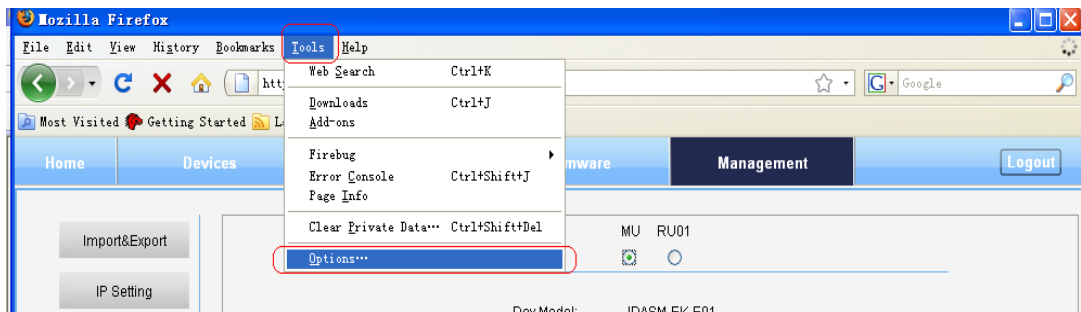 Mozilla Firefox
File Edit View History Bookmarks Tools Help
Web Search Ctrl+K
Google
Downloads Ctrl+J
Most Visited Getting Started
Add-ons
Firebug
Error Console Ctrl+Shift+J
Page Info
Clear Private Data... Ctrl+Shift+Del
Options...
Home Devices Management Logout
Import&Export
IP Setting
MU RU01
Dev Model: